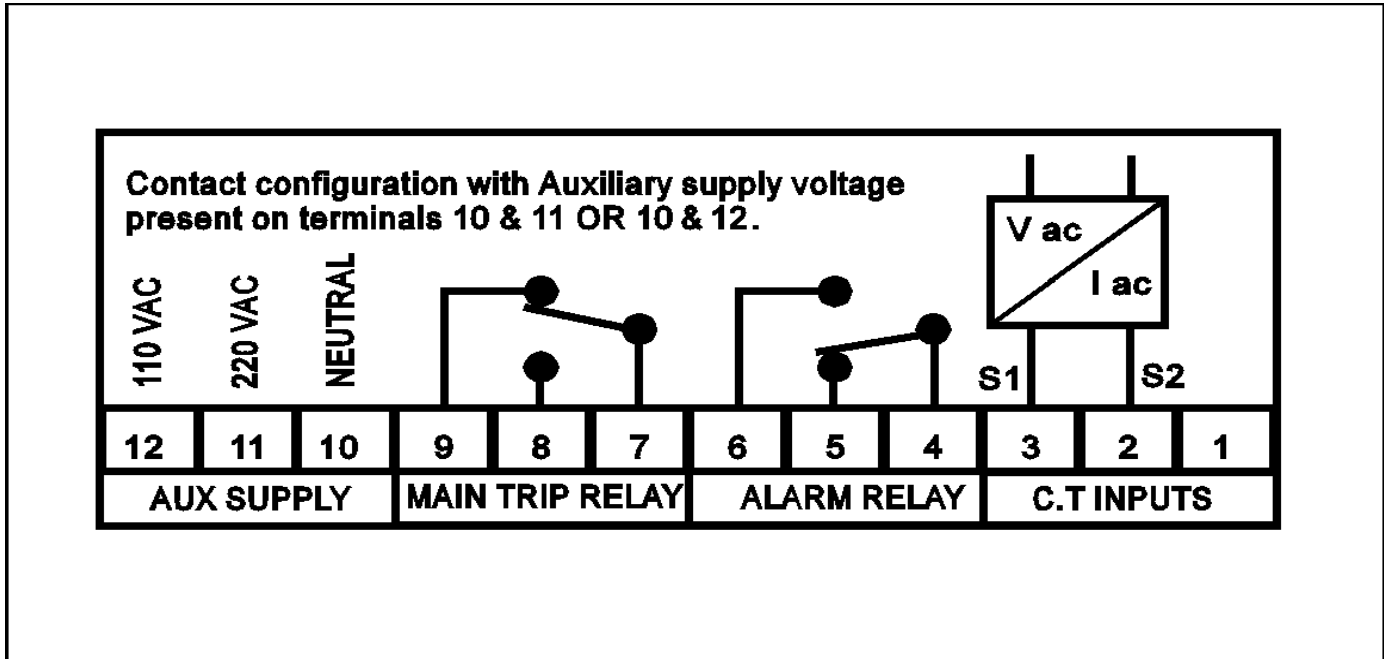 Contact configuration with Auxiliary supply voltage
present on terminals 10 & 11 OR 10 & 12.
110 VAC
220 VAC
NEUTRAL
V ac
I ac
S1
S2
12 11 10 9 8 7 6 5 4 3 2 1
AUX SUPPLY MAIN TRIP RELAY ALARM RELAY C.T INPUTS